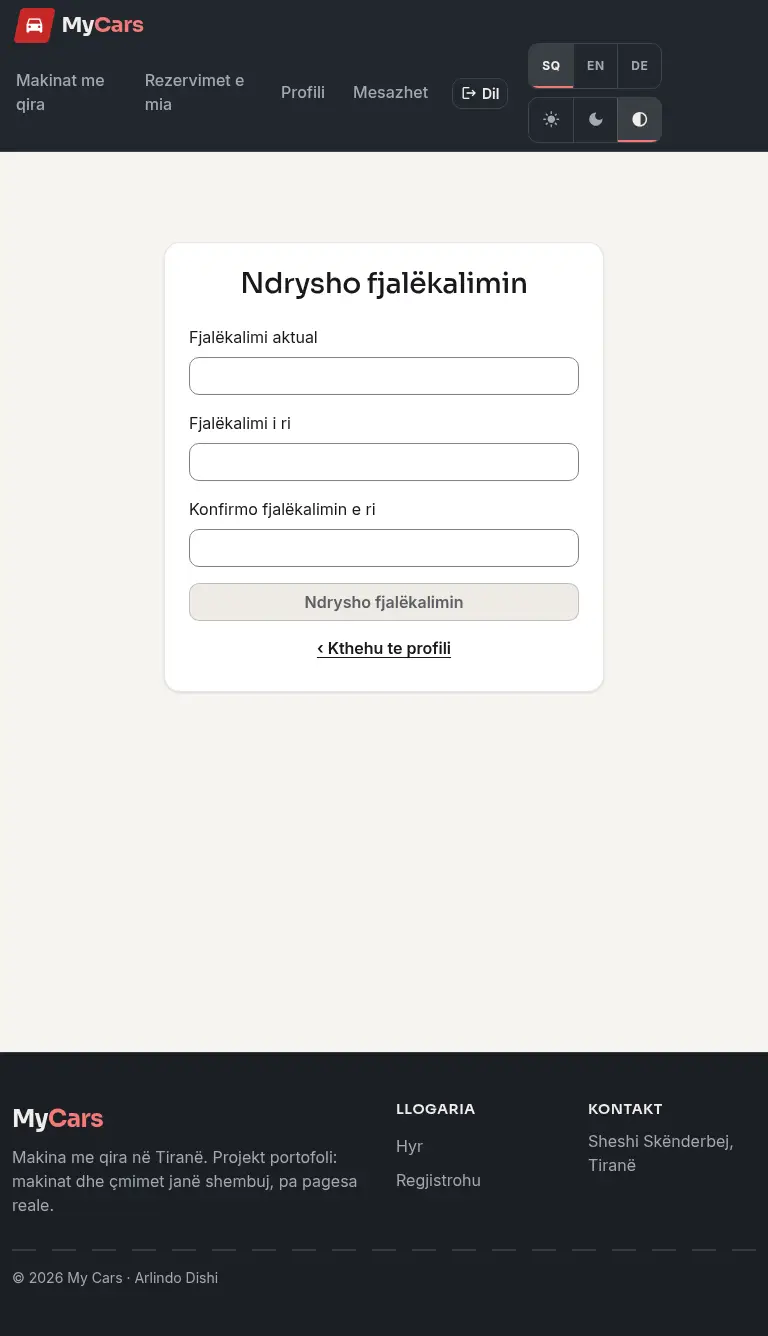 MyCars
Makinat me
qira
Rezervimet e
mia
Profili
Mesazhet
Dil
SQ
EN
DE
Ndrysho fjalëkalimin
Fjalëkalimi aktual
Fjalëkalimi i ri
Konfirmo fjalëkalimin e ri
Ndrysho fjalëkalimin
‹ Kthehu te profili
MyCars
Makina me qira në Tiranë. Projekt portofoli:
makinat dhe çmimet janë shembuj, pa pagesa
reale.
LLOGARIA
Hyr
Regjistrohu
KONTAKT
Sheshi Skënderbej,
Tiranë
© 2026 My Cars · Arlindo Dishi